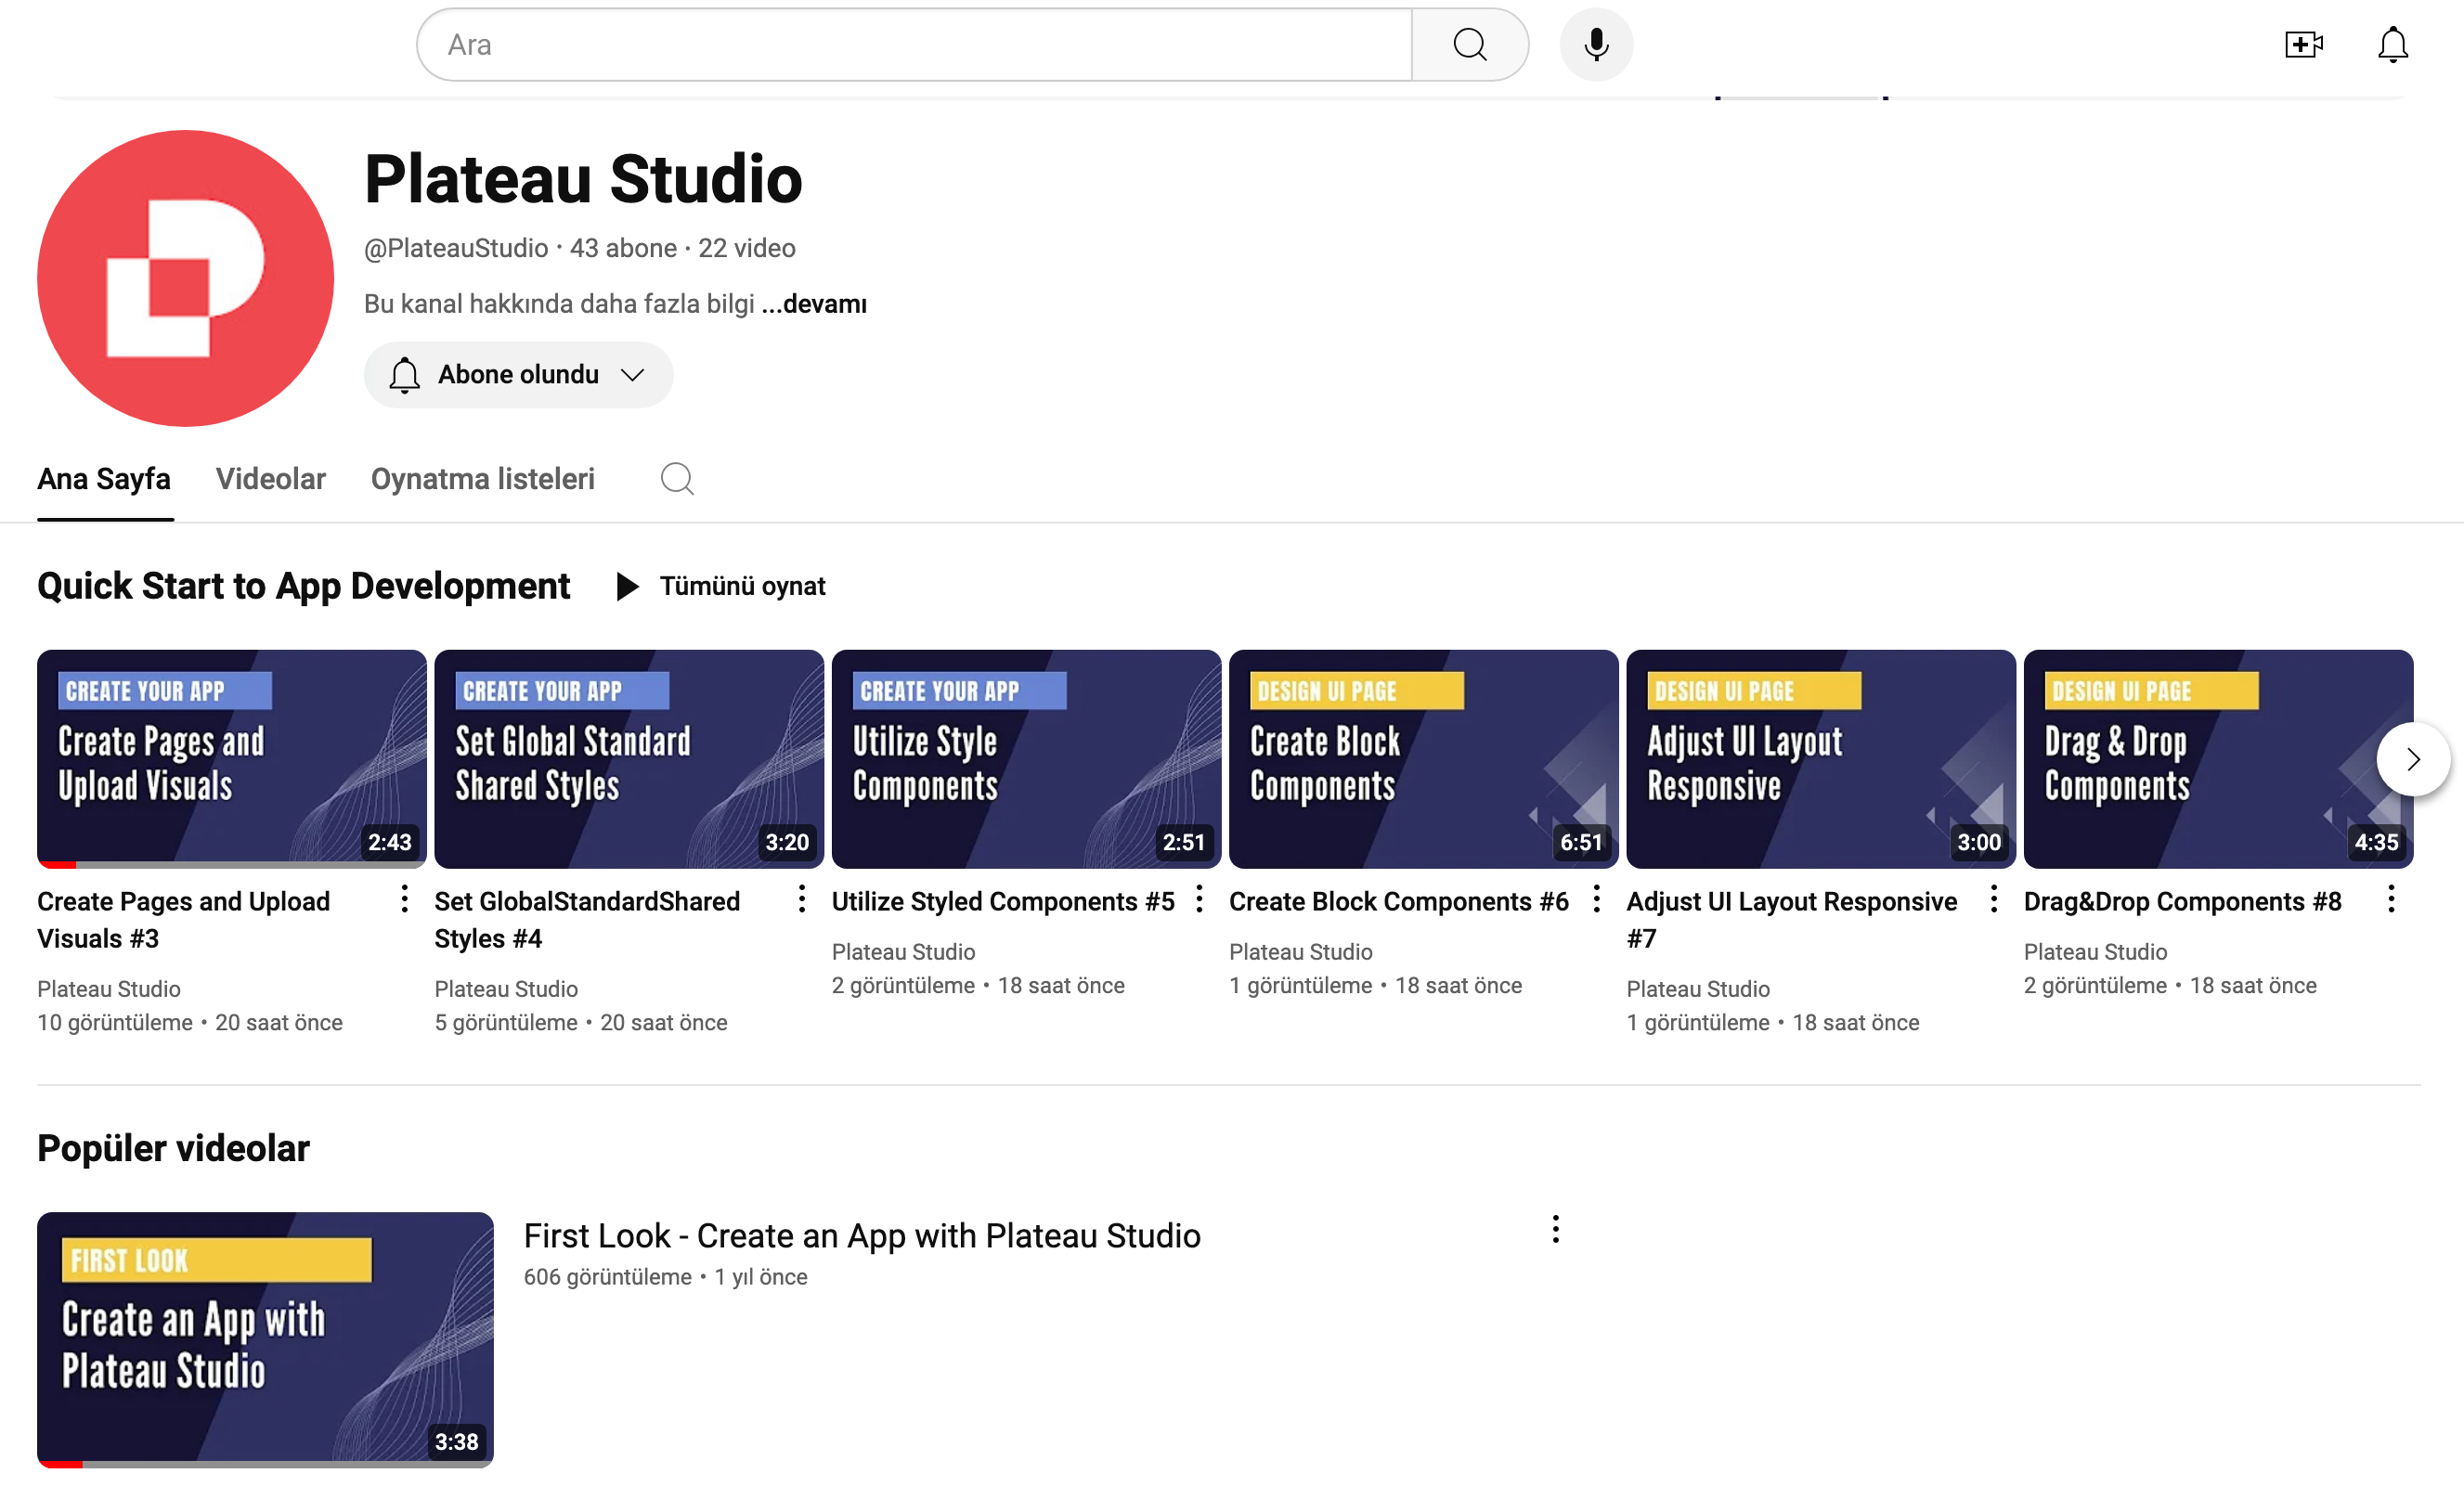 Ara
Plateau Studio
@PlateauStudio · 43 abone · 22 video
Bu kanal hakkında daha fazla bilgi ...devamı
Abone olundu
Ana Sayfa Videolar Oynatma listeleri
Quick Start to App Development Tümünü oynat
CREATE YOUR APP
Create Pages and
Upload Visuals
2:43
CREATE YOUR APP
Set Global Standard
Shared Styles
3:20
CREATE YOUR APP
Utilize Style
Components
2:51
DESIGN UI PAGE
Create Block
Components
6:51
DESIGN UI PAGE
Adjust UI Layout
Responsive
3:00
DESIGN UI PAGE
Drag & Drop
Components
4:35
Create Pages and Upload
Visuals #3
Plateau Studio
10 görüntüleme • 20 saat önce
Set GlobalStandardShared
Styles #4
Plateau Studio
5 görüntüleme • 20 saat önce
Utilize Styled Components #5
Plateau Studio
2 görüntüleme • 18 saat önce
Create Block Components #6
Plateau Studio
1 görüntüleme • 18 saat önce
Adjust UI Layout Responsive
#7
Plateau Studio
1 görüntüleme • 18 saat önce
Drag&Drop Components #8
Plateau Studio
2 görüntüleme • 18 saat önce
Popüler videolar
FIRST LOOK
Create an App with
Plateau Studio
3:38
First Look - Create an App with Plateau Studio
606 görüntüleme • 1 yıl önce